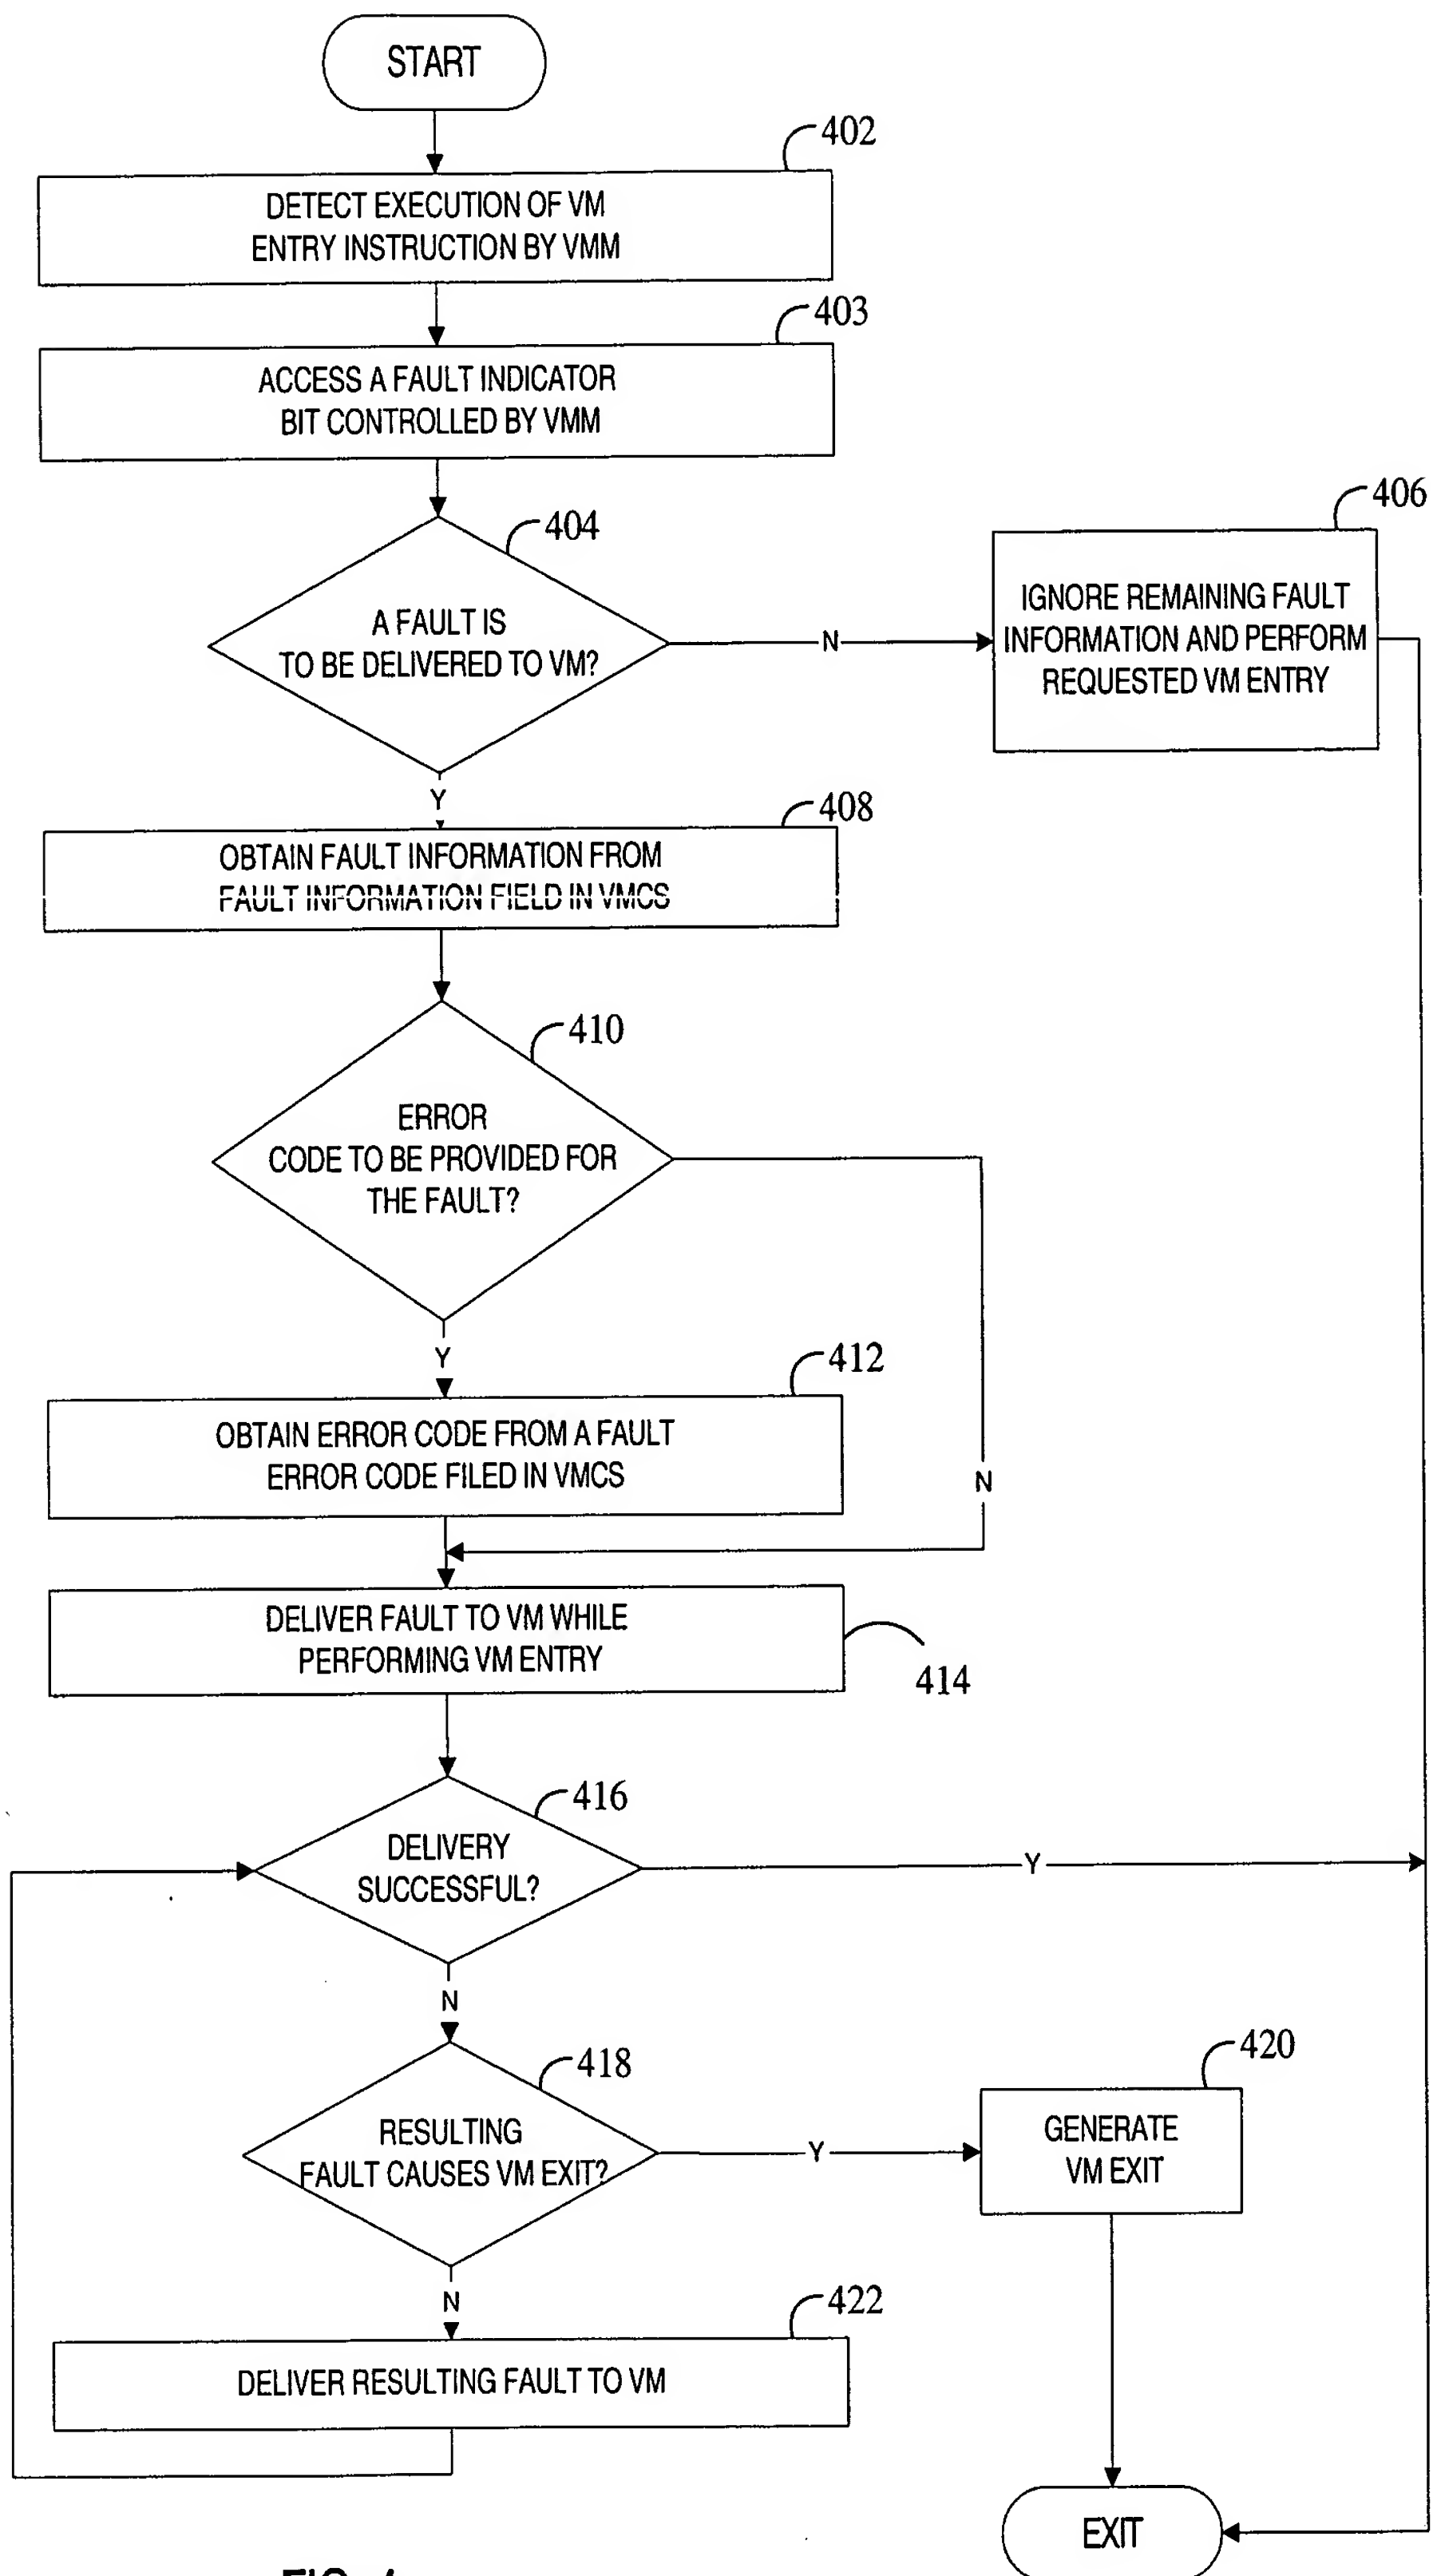 START
402
DETECT EXECUTION OF VM
ENTRY INSTRUCTION BY VMM
403
ACCESS A FAULT INDICATOR
BIT CONTROLLED BY VMM
404
A FAULT IS
TO BE DELIVERED TO VM?
N
406
IGNORE REMAINING FAULT
INFORMATION AND PERFORM
REQUESTED VM ENTRY
Y
408
OBTAIN FAULT INFORMATION FROM
FAULT INFORMATION FIELD IN VMCS
410
ERROR
CODE TO BE PROVIDED FOR
THE FAULT?
Y
412
OBTAIN ERROR CODE FROM A FAULT
ERROR CODE FILED IN VMCS
N
DELIVER FAULT TO VM WHILE
PERFORMING VM ENTRY
414
416
DELIVERY
SUCCESSFUL?
Y
N
418
RESULTING
FAULT CAUSES VM EXIT?
Y
420
GENERATE
VM EXIT
N
422
DELIVER RESULTING FAULT TO VM
EXIT